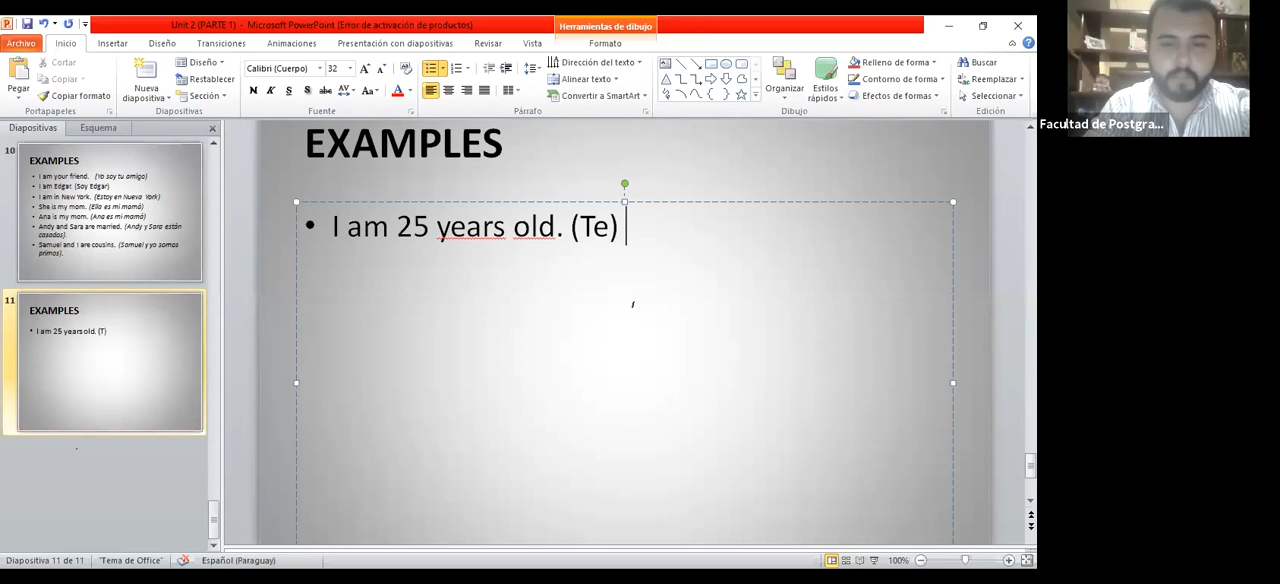 Unit 2 (PARTE 1) - Microsoft PowerPoint (Error de activación de productos)
Herramientas de dibujo
Archivo Inicio Insertar Diseño Transiciones Animaciones Presentación con diapositivas Revisar Vista Formato
Pegar
Cortar
Copiar
Copiar formato
Portapapeles
Nueva
diapositiva
Diseño
Restablecer
Sección
Diapositivas
Calibri (Cuerpo) 32
N K S S abc AV Aa A
Fuente
Dirección del texto
Alinear texto
Convertir a SmartArt
Párrafo
Organizar
Estilos
rápidos
Relleno de forma
Contorno de forma
Efectos de formas
Dibujo
Buscar
Reemplazar
Seleccionar
Edición
Facultad de Postgra...
Diapositivas Esquema
10
EXAMPLES
• I am your friend. (Yo soy tu amigo)
• I am Edgar. (Soy Edgar)
• I am in New York. (Estoy en Nueva York)
• She is my mom. (Ella es mi mamá)
• Ana is my mom. (Ana es mi mamá)
• Andy and Sara are married. (Andy y Sara están
casados).
• Samuel and I are cousins. (Samuel y yo somos
primos).
11
EXAMPLES
• I am 25 years old. (T)
EXAMPLES
• I am 25 years old. (Te)
Diapositiva 11 de 11 "Tema de Office" Español (Paraguay) 100%